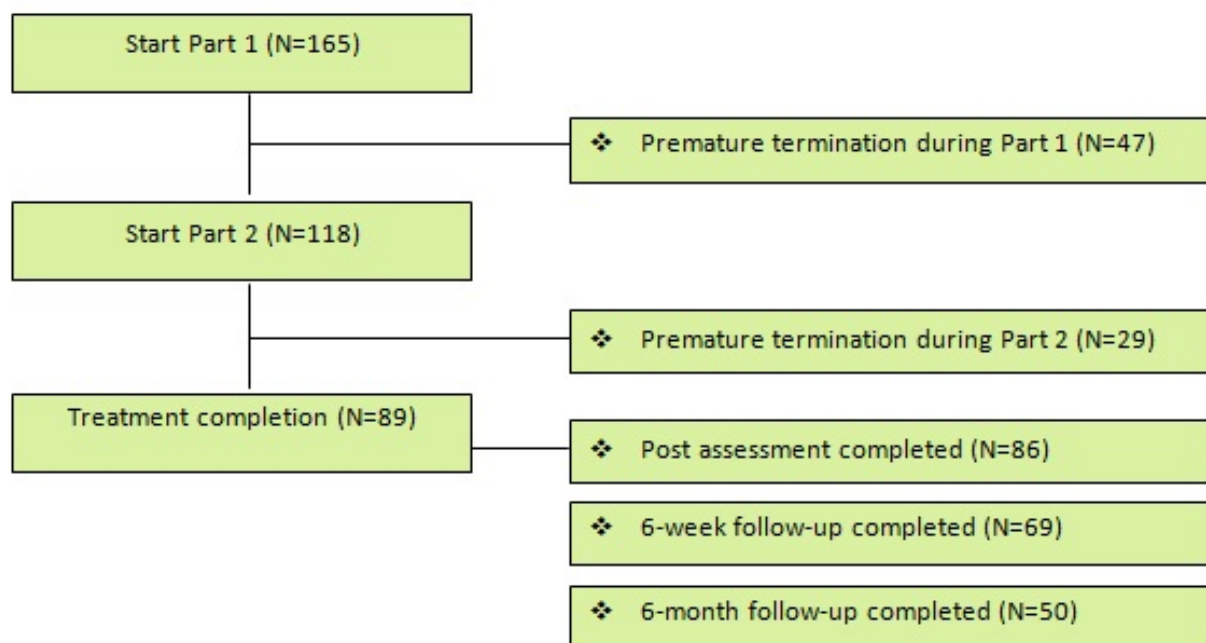 Start Part 1 (N=165)
❖ Premature termination during Part 1 (N=47)
Start Part 2 (N=118)
❖ Premature termination during Part 2 (N=29)
Treatment completion (N=89)
❖ Post assessment completed (N=86)
❖ 6-week follow-up completed (N=69)
❖ 6-month follow-up completed (N=50)